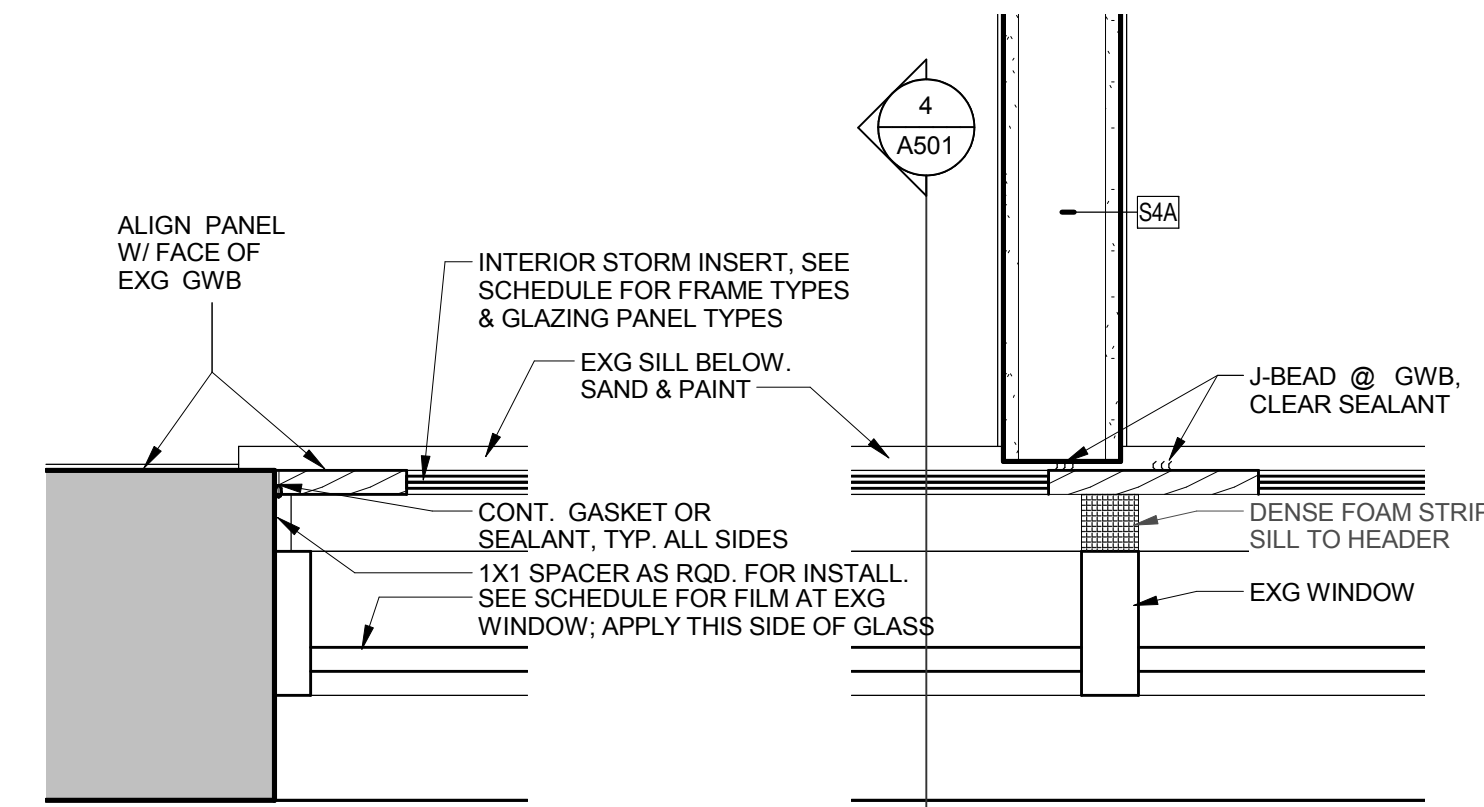 4
A501
S4A
ALIGN PANEL
W/ FACE OF
EXG GWB
INTERIOR STORM INSERT, SEE
SCHEDULE FOR FRAME TYPES
& GLAZING PANEL TYPES
EXG SILL BELOW.
SAND & PAINT
J-BEAD @ GWB,
CLEAR SEALANT
CONT. GASKET OR
SEALANT, TYP. ALL SIDES
1X1 SPACER AS RQD. FOR INSTALL.
SEE SCHEDULE FOR FILM AT EXG
WINDOW; APPLY THIS SIDE OF GLASS
DENSE FOAM STRIP
SILL TO HEADER
EXG WINDOW